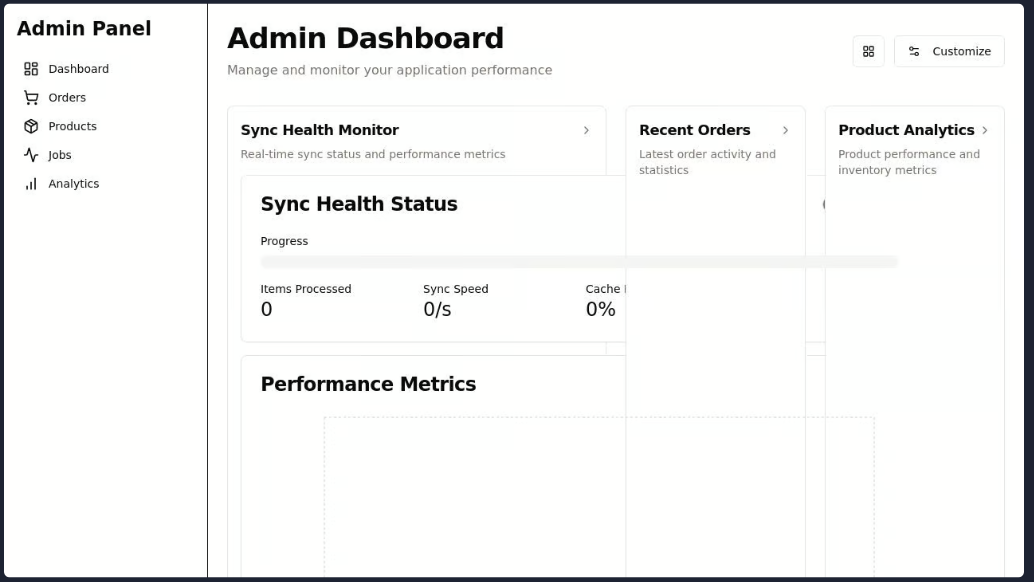 Admin Panel
Dashboard
Orders
Products
Jobs
Analytics
Admin Dashboard
Manage and monitor your application performance
Customize
Sync Health Monitor
Real-time sync status and performance metrics
Recent Orders
Latest order activity and
statistics
Product Analytics
Product performance and
inventory metrics
Sync Health Status
Progress
Items Processed
0
Sync Speed
0/s
Cache
0%
Performance Metrics